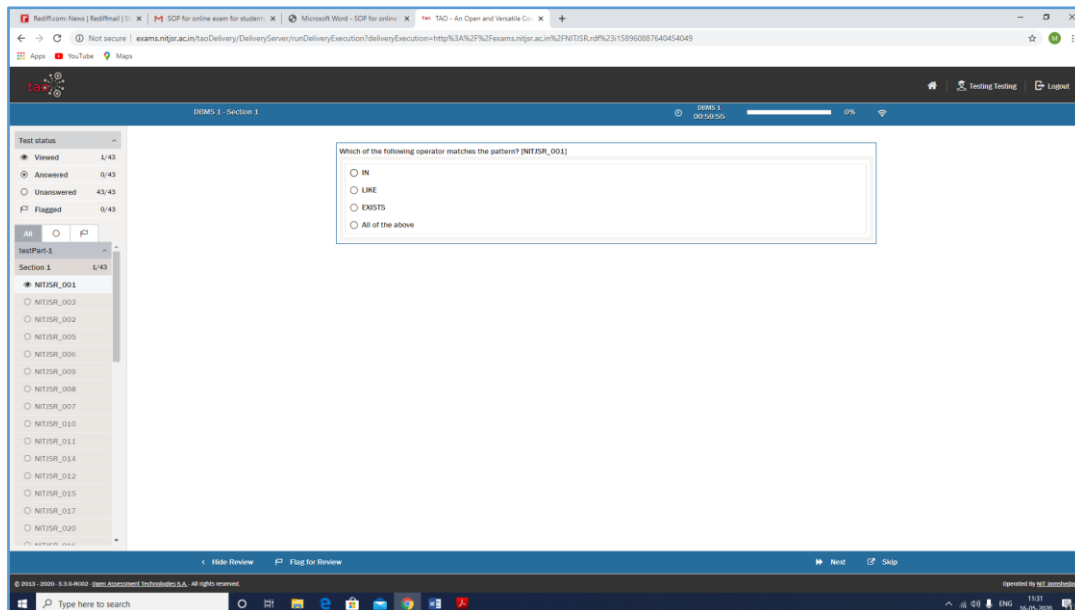 Rediff.com: News | Rediffmail | St
SOP for online exam for student
Microsoft Word - SOP for online
TAO - An Open and Versatile Co
Not secure | exams.nitjsr.ac.in/taoDelivery/DeliveryServer/runDeliveryExecution?deliveryExecution=http%3A%2F%2Fexams.nitjsr.ac.in%2FNITJSR.rdf%23i158960887640454049
M
Apps YouTube Maps
tao
Testing Testing
Logout
DBMS 1 - Section 1
DBMS 1
00:59:55
0%
Test status
Viewed 1/43
Answered 0/43
Unanswered 43/43
Flagged 0/43
All
testPart-1
Section 1 1/43
NITJSR_001
NITJSR_003
NITJSR_002
NITJSR_005
NITJSR_006
NITJSR_009
NITJSR_008
NITJSR_007
NITJSR_010
NITJSR_011
NITJSR_014
NITJSR_012
NITJSR_015
NITJSR_017
NITJSR_020
Which of the following operator matches the pattern? [NITJSR_001]
IN
LIKE
EXISTS
All of the above
Hide Review
Flag for Review
Next
Skip
© 2013 - 2020 · 3.3.0-RC02 · Open Assessment Technologies S.A. · All rights reserved.
Operated By NIT Jamshedpur
Type here to search
ENG
11:31
16-05-2020